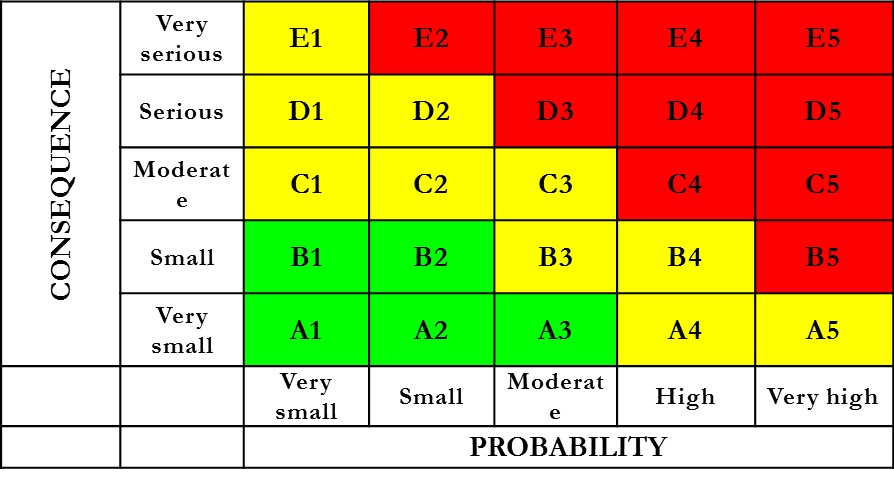 CONSEQUENCE
Very
serious
E1
E2
E3
E4
E5
Serious
D1
D2
D3
D4
D5
Moderat
e
C1
C2
C3
C4
C5
Small
B1
B2
B3
B4
B5
Very
small
A1
A2
A3
A4
A5
Very
small
Small
Moderat
e
High
Very high
PROBABILITY